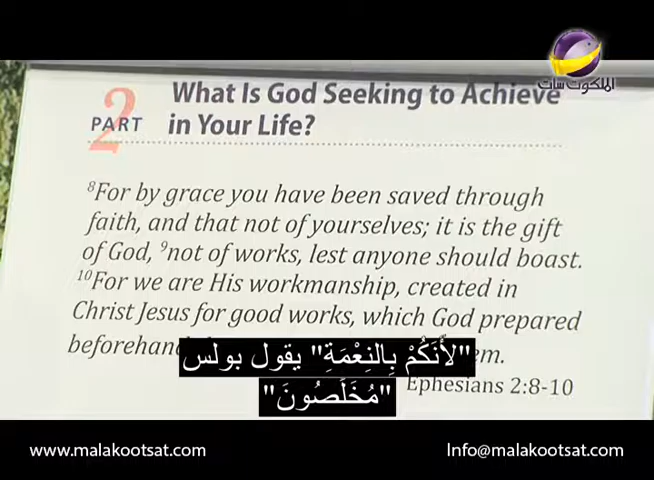 الملكوت سات
What Is God Seeking to Achieve
PART 2
in Your Life?
⁸For by grace you have been saved through
faith, and that not of yourselves; it is the gift
of God, ⁹not of works, lest anyone should boast.
¹⁰For we are His workmanship, created in
Christ Jesus for good works, which God prepared
beforehand
"لأَنَّكُمْ بِالنِعْمَةِ" يقول بولس
"مُخَلَّصُونَ"
Ephesians 2:8-10
www.malakootsat.com
Info@malakootsat.com